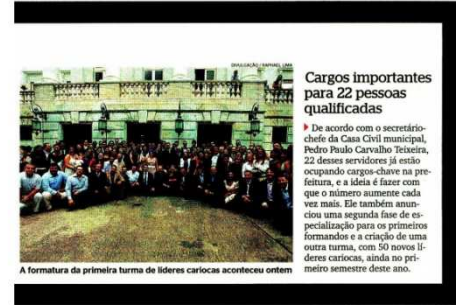 DIVULGAÇÃO / RAPHAEL LIMA
Cargos importantes
para 22 pessoas
qualificadas
De acordo com o secretário-
chefe da Casa Civil municipal,
Pedro Paulo Carvalho Teixeira,
22 desses servidores já estão
ocupando cargos-chave na pre-
feitura, e a ideia é fazer com
que o número aumente cada
vez mais. Ele também anun-
ciou uma segunda fase de es-
pecialização para os primeiros
formandos e a criação de uma
outra turma, com 50 novos lí-
deres cariocas, ainda no pri-
meiro semestre deste ano.
A formatura da primeira turma de líderes cariocas aconteceu ontem